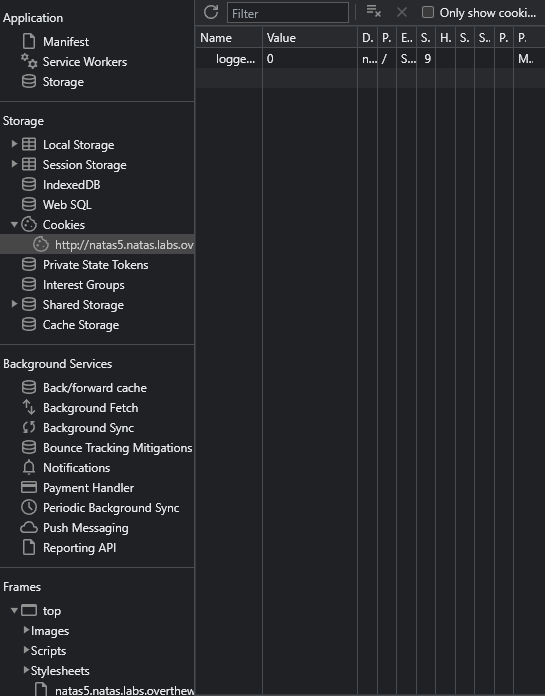 Application
Manifest
Service Workers
Storage
Storage
Local Storage
Session Storage
IndexedDB
Web SQL
Cookies
http://natas5.natas.labs.ov
Private State Tokens
Interest Groups
Shared Storage
Cache Storage
Background Services
Back/forward cache
Background Fetch
Background Sync
Bounce Tracking Mitigations
Notifications
Payment Handler
Periodic Background Sync
Push Messaging
Reporting API
Frames
top
Images
Scripts
Stylesheets
natas5.natas.labs.overthew
Filter
Only show cooki...
Name Value D. P. E.. S. H. S. S.. P. P.
logge... 0 n... / S... 9 M..